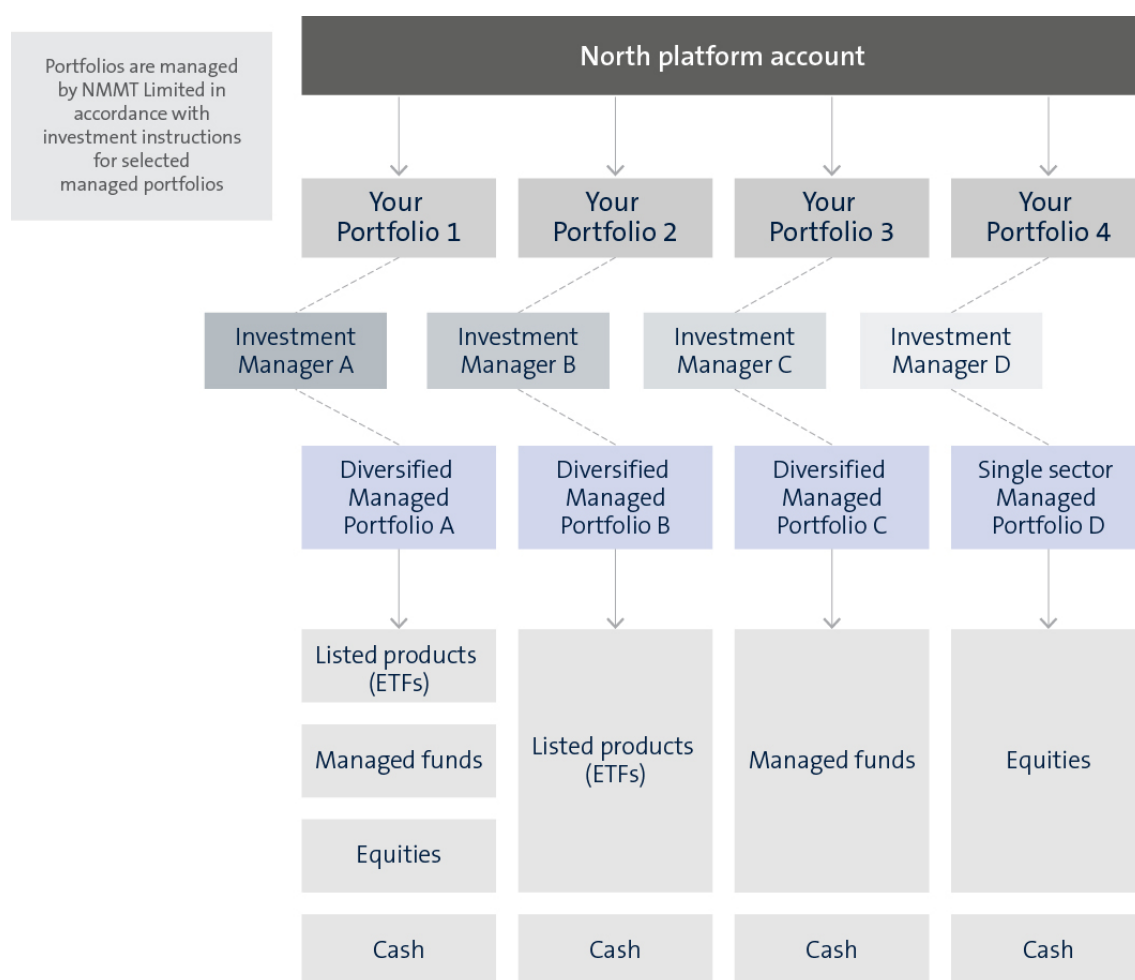 North platform account
Portfolios are managed
by NMMT Limited in
accordance with
investment instructions
for selected
managed portfolios
Your
Portfolio 1
Your
Portfolio 2
Your
Portfolio 3
Your
Portfolio 4
Investment
Manager A
Investment
Manager B
Investment
Manager C
Investment
Manager D
Diversified
Managed
Portfolio A
Diversified
Managed
Portfolio B
Diversified
Managed
Portfolio C
Single sector
Managed
Portfolio D
Listed products
(ETFs)
Managed funds
Equities
Listed products
(ETFs)
Managed funds
Equities
Cash
Cash
Cash
Cash